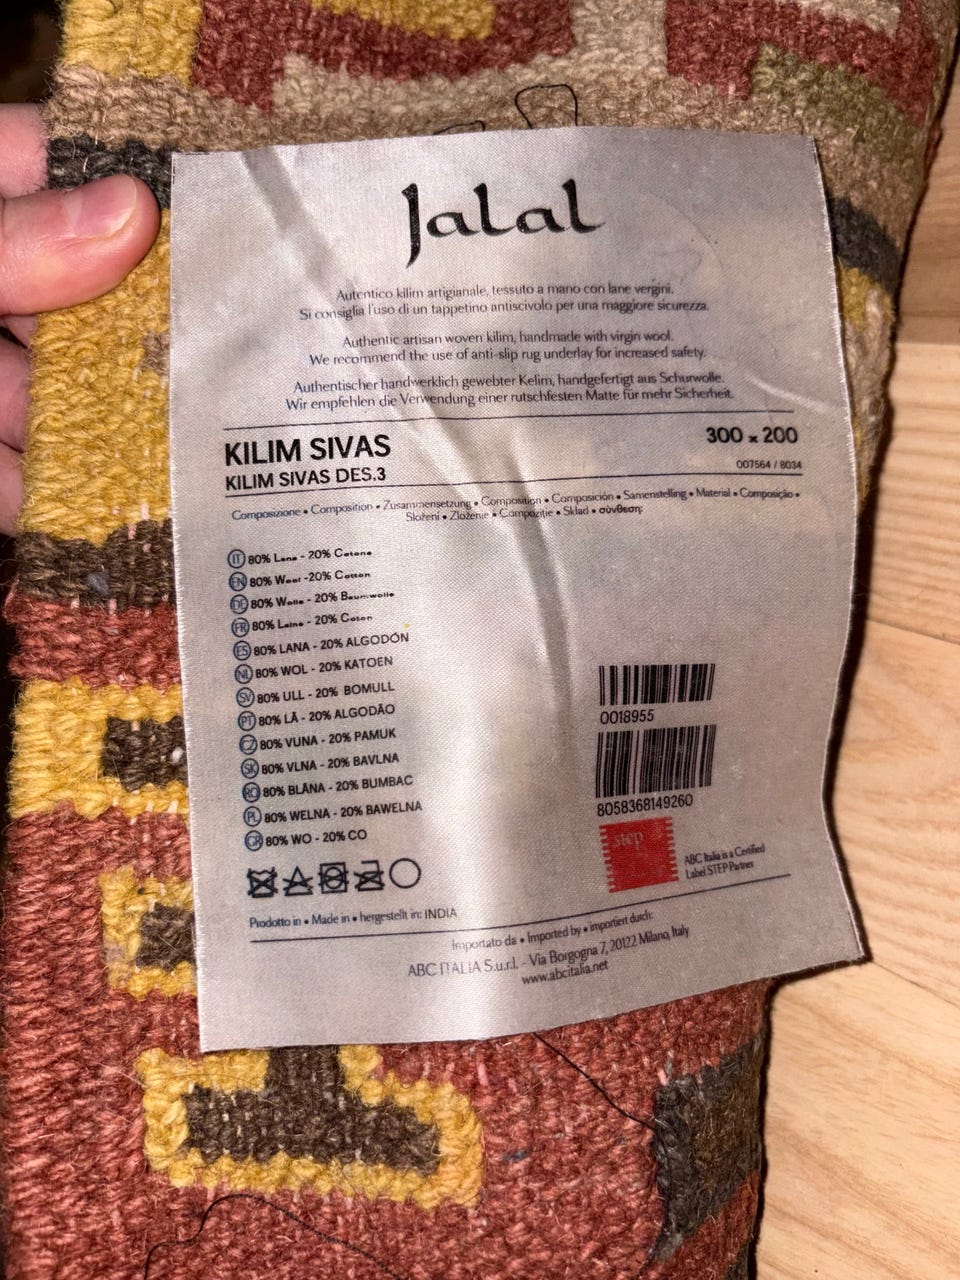 Jalal
Autentico kilim artigianale, tessuto a mano con lane vergini.
Si consiglia l'uso di un tappetino antiscivolo per una maggiore sicurezza.
Authentic artisan woven kilim, handmade with virgin wool.
We recommend the use of anti-slip rug underlay for increased safety.
Authentischer handwerklich gewebter Kelim, handgefertigt aus Schurwolle.
Wir empfehlen die Verwendung einer rutschfesten Matte für mehr Sicherheit.
KILIM SIVAS 300 x 200
KILIM SIVAS DES.3 007564 / 8034
Composizione • Composition • Zusammensetzung • Composition • Composición • Samenstelling • Material • Composição •
Složení • Zloženie • Compoziție • Skład • σύνθεση:
IT 80% Lana - 20% Cotone
EN 80% Wool -20% Cotton
DE 80% Wolle - 20% Baumwolle
FR 80% Laine - 20% Coton
ES 80% LANA - 20% ALGODÓN
NL 80% WOL - 20% KATOEN
SV 80% ULL - 20% BOMULL
PT 80% LÃ - 20% ALGODÃO
CZ 80% VUNA - 20% PAMUK
SK 80% VLNA - 20% BAVLNA
RO 80% BLÂNA - 20% BUMBAC
PL 80% WELNA - 20% BAWELNA
GR 80% WO - 20% CO
0018955
8058368149260
step
ABC Italia is a Certified
Label STEP Partner
Prodotto in • Made in • hergestellt in: INDIA
Importato da • Imported by • importiert durch:
ABC ITALIA S.u.r.l. - Via Borgogna 7, 20122 Milano, Italy
www.abcitalia.net